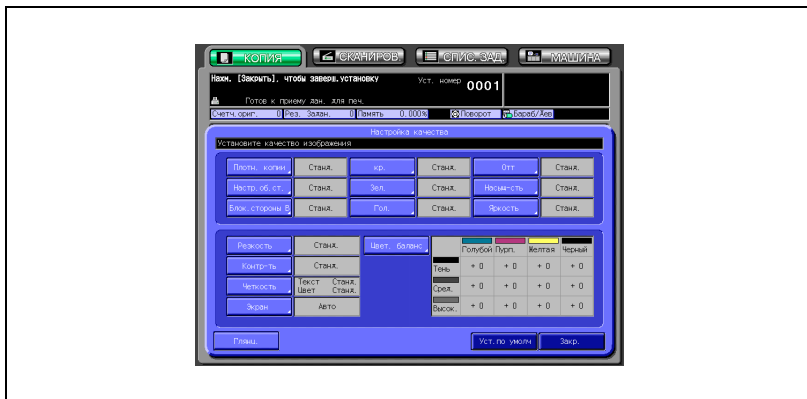 КОПИЯ СКАНИРОВ. СПИС.ЗАД. МАШИНА
Нажм. [Закрыть], чтобы заверш.установку Уст. номер 0001
Готов к приему дан. для печ.
Счетч.ориг. 0 Рез. Задан. 0 Память 0.000% Поворот Бараб/Лев
Настройка качества
Установите качество изображения
Плотн. копии Станд. кр. Станд. Отт. Станд.
Настр.об.ст. Станд. Зел. Станд. Насыщ-сть Станд.
Блок.стороны В Станд. Гол. Станд. Яркость Станд.
Резкость Станд. Цвет. баланс Голубой Пурп. Желтая Черный
Контр-ть Станд. Тень + 0 + 0 + 0 + 0
Четкость Текст Станд. Сред. + 0 + 0 + 0 + 0
Цвет Станд.
Экран Авто Высок. + 0 + 0 + 0 + 0
Глянц. Уст.по умолч Закр.